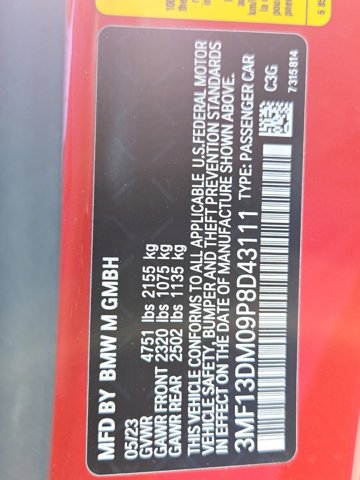 MFD BY BMW M GMBH
05/23
GVWR 4751 lbs 2155 kg
GAWR FRONT 2320 lbs 1075 kg
GAWR REAR 2502 lbs 1135 kg
THIS VEHICLE CONFORMS TO ALL APPLICABLE U.S.FEDERAL MOTOR
VEHICLE SAFETY, BUMPER AND THEFT PREVENTION STANDARDS
IN EFFECT ON THE DATE OF MANUFACTURE SHOWN ABOVE.
3MF13DM09P8D43111 TYPE: PASSENGER CAR
C3G
7 315 814